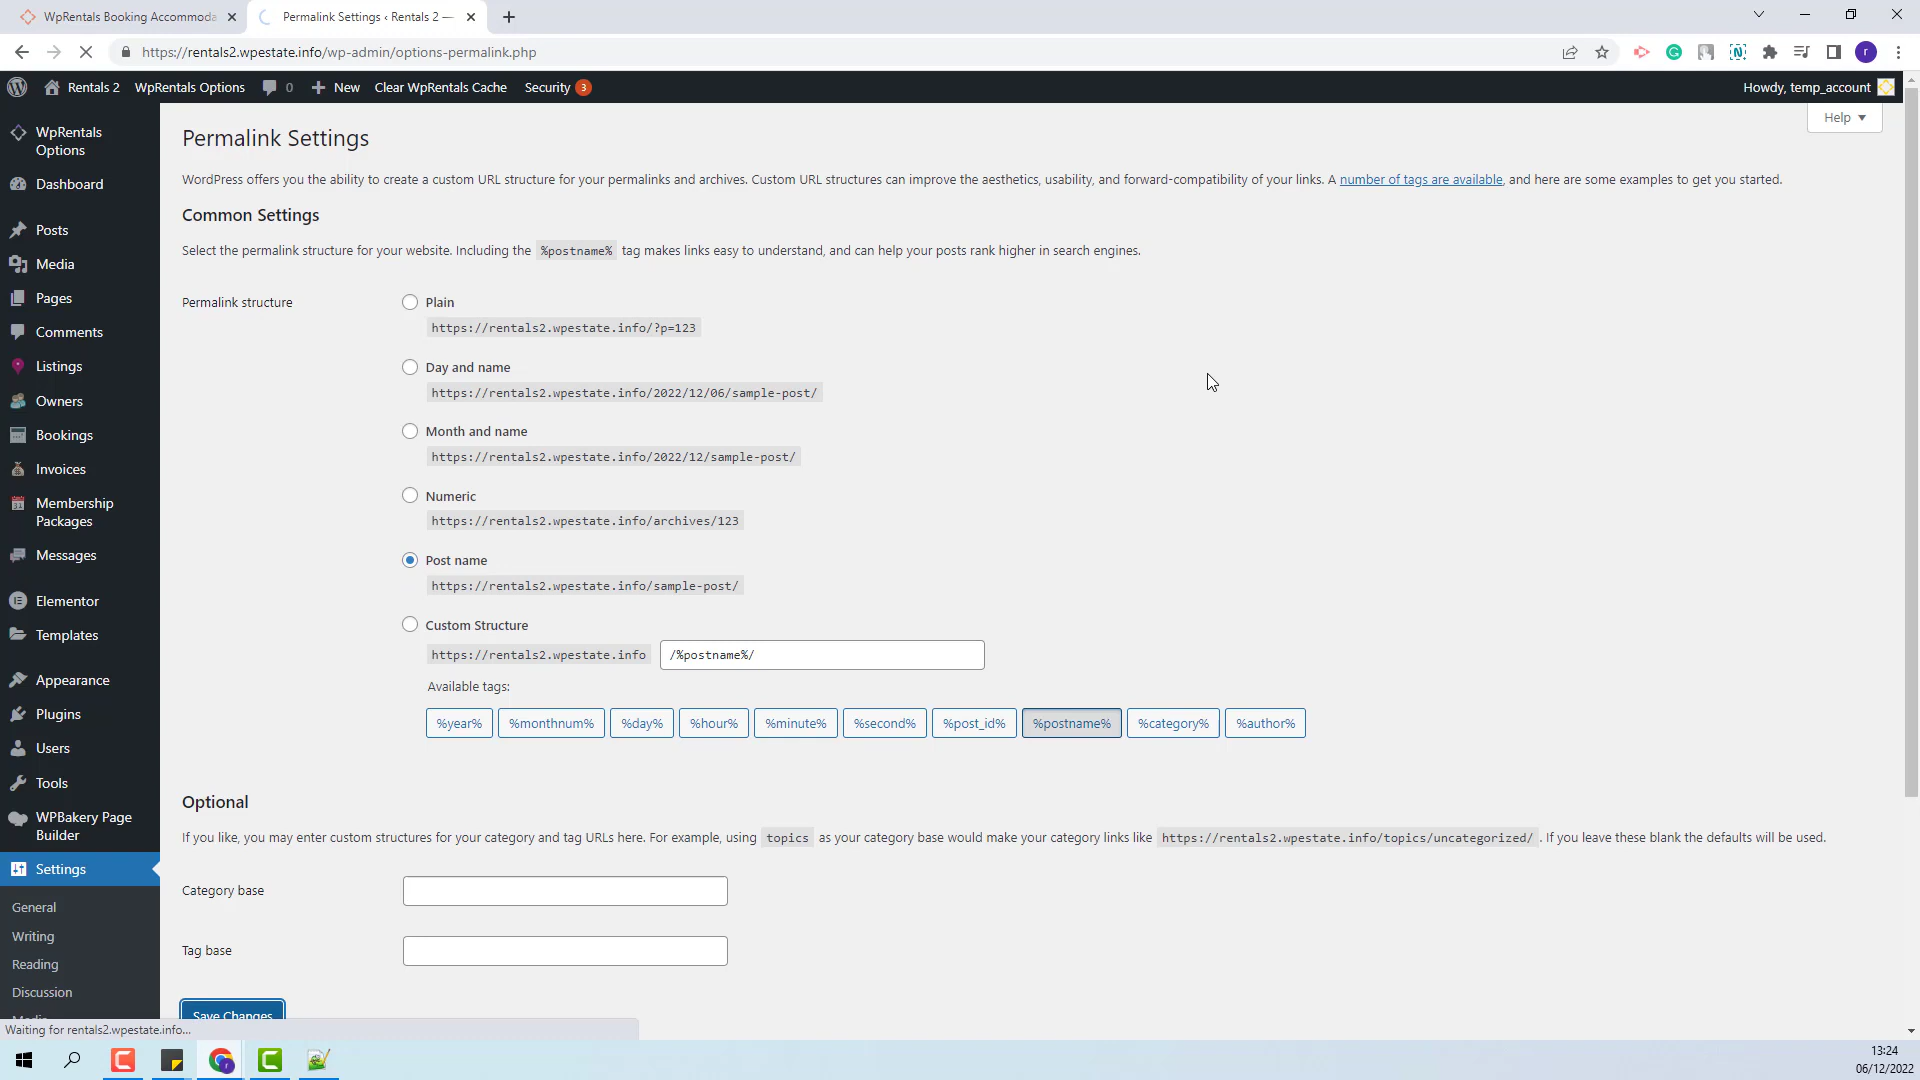 WpRentals Booking Accommoda
Permalink Settings ‹ Rentals 2 —
https://rentals2.wpestate.info/wp-admin/options-permalink.php
Rentals 2
WpRentals Options
0
New
Clear WpRentals Cache
Security 3
Howdy, temp_account
Help
WpRentals
Options
Dashboard
Posts
Media
Pages
Comments
Listings
Owners
Bookings
Invoices
Membership
Packages
Messages
Elementor
Templates
Appearance
Plugins
Users
Tools
WPBakery Page
Builder
Settings
General
Writing
Reading
Discussion
Media
Permalink Settings
WordPress offers you the ability to create a custom URL structure for your permalinks and archives. Custom URL structures can improve the aesthetics, usability, and forward-compatibility of your links. A number of tags are available, and here are some examples to get you started.
Common Settings
Select the permalink structure for your website. Including the %postname% tag makes links easy to understand, and can help your posts rank higher in search engines.
Permalink structure
Plain
https://rentals2.wpestate.info/?p=123
Day and name
https://rentals2.wpestate.info/2022/12/06/sample-post/
Month and name
https://rentals2.wpestate.info/2022/12/sample-post/
Numeric
https://rentals2.wpestate.info/archives/123
Post name
https://rentals2.wpestate.info/sample-post/
Custom Structure
https://rentals2.wpestate.info /%postname%/
Available tags:
%year% %monthnum% %day% %hour% %minute% %second% %post_id% %postname% %category% %author%
Optional
If you like, you may enter custom structures for your category and tag URLs here. For example, using topics as your category base would make your category links like https://rentals2.wpestate.info/topics/uncategorized/ . If you leave these blank the defaults will be used.
Category base
Tag base
Save Changes
Waiting for rentals2.wpestate.info...
13:24
06/12/2022